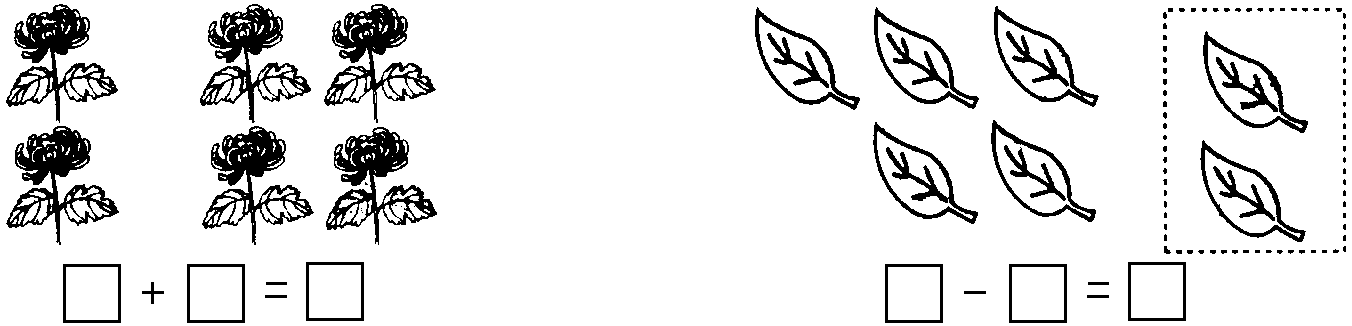 □ + □ = □ □ − □ = □